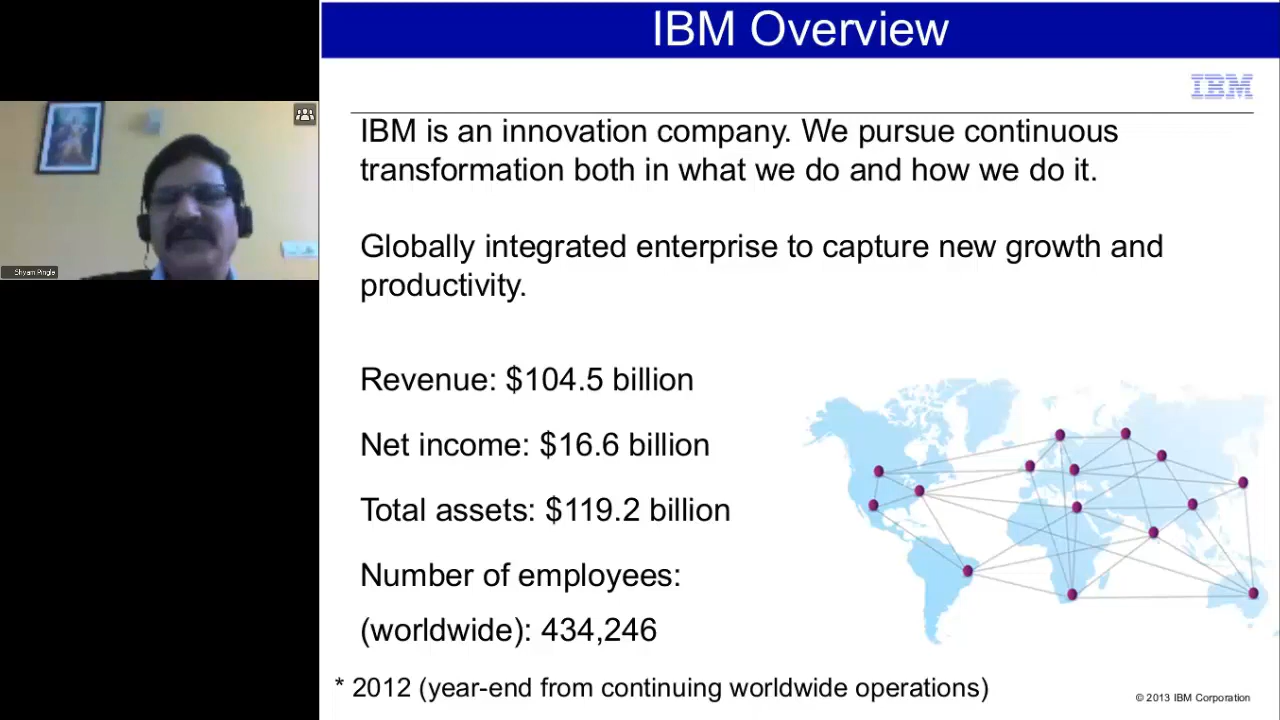 IBM Overview
IBM
IBM is an innovation company. We pursue continuous
transformation both in what we do and how we do it.
Globally integrated enterprise to capture new growth and
productivity.
Revenue: $104.5 billion
Net income: $16.6 billion
Total assets: $119.2 billion
Number of employees:
(worldwide): 434,246
* 2012 (year-end from continuing worldwide operations)
© 2013 IBM Corporation
Shyam Pingle